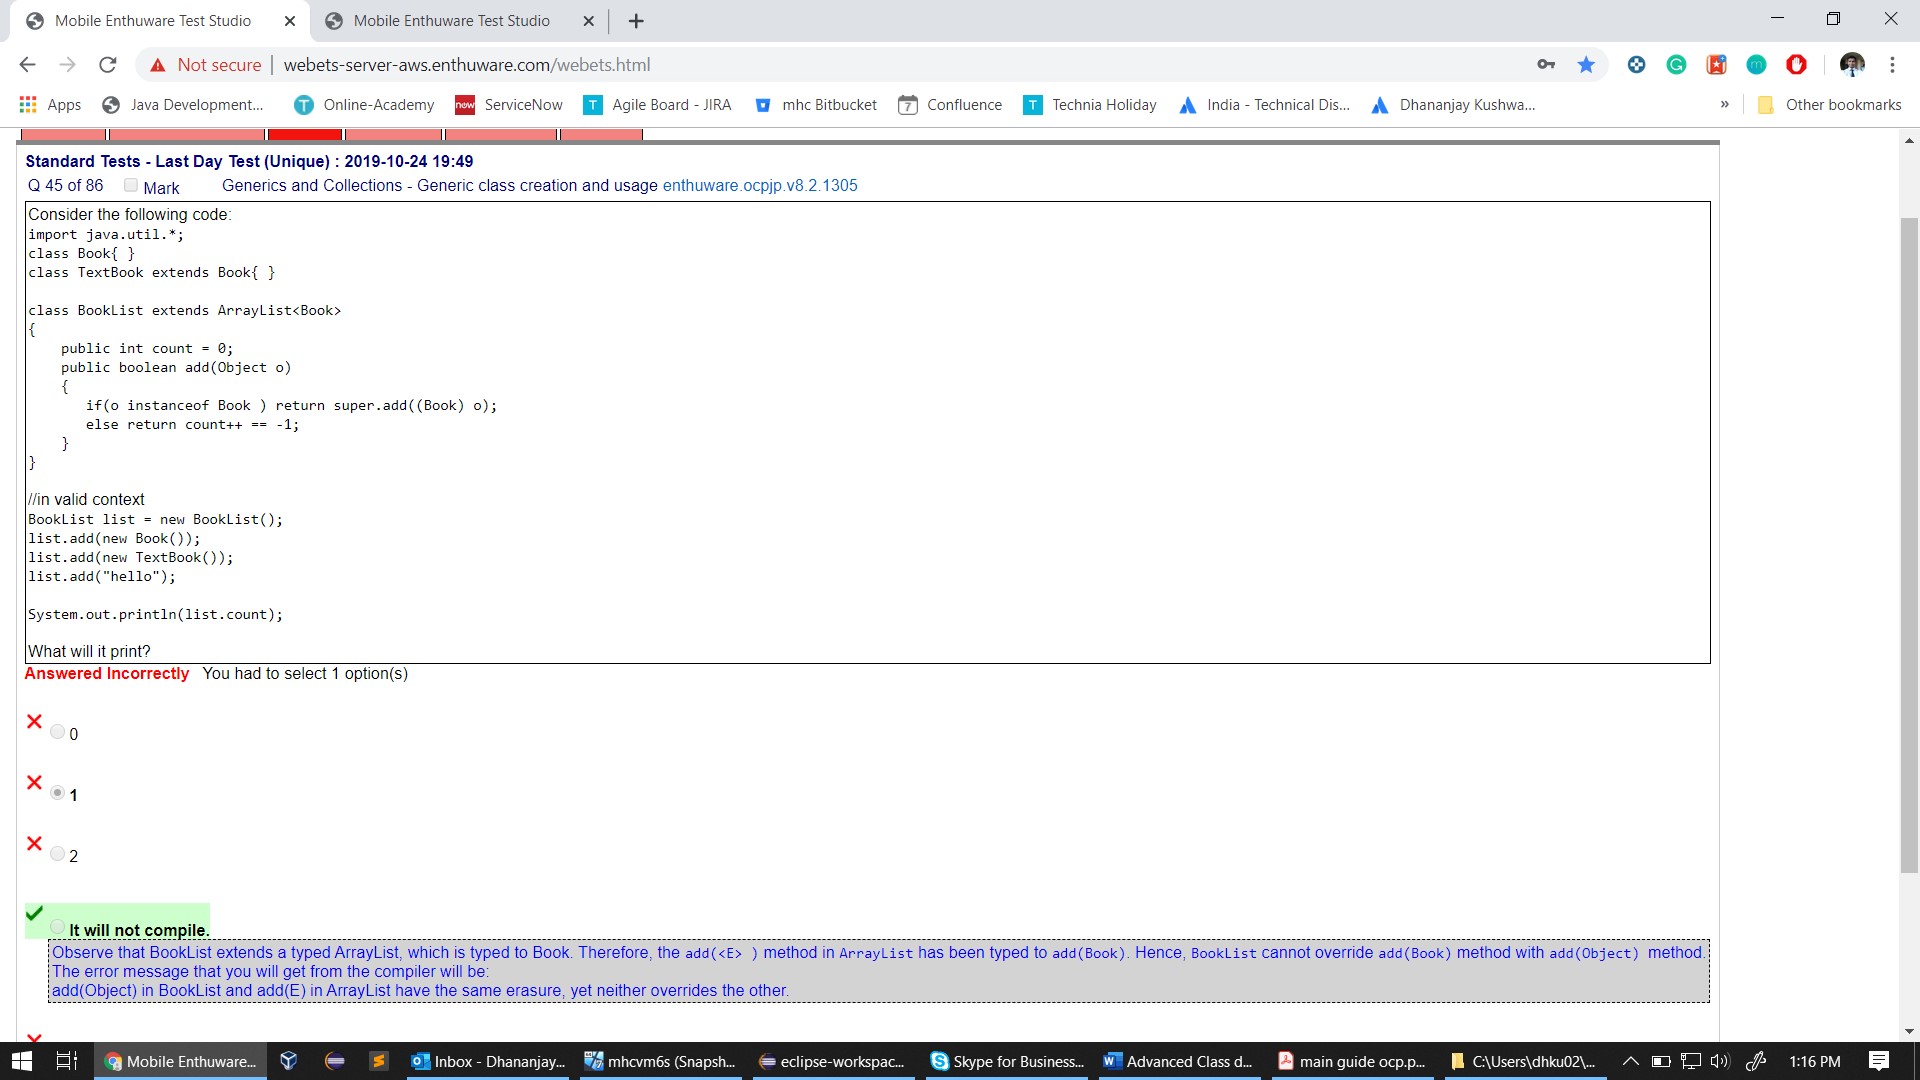 Mobile Enthuware Test Studio
Mobile Enthuware Test Studio
Not secure | webets-server-aws.enthuware.com/webets.html
Apps Java Development... Online-Academy now ServiceNow Agile Board - JIRA mhc Bitbucket 7 Confluence Technia Holiday India - Technical Dis... Dhananjay Kushwa... » Other bookmarks
Standard Tests - Last Day Test (Unique) : 2019-10-24 19:49
Q 45 of 86 Mark Generics and Collections - Generic class creation and usage enthuware.ocpjp.v8.2.1305
Consider the following code:
import java.util.*;
class Book{ }
class TextBook extends Book{ }
class BookList extends ArrayList<Book>
{
public int count = 0;
public boolean add(Object o)
{
if(o instanceof Book ) return super.add((Book) o);
else return count++ == -1;
}
}
//in valid context
BookList list = new BookList();
list.add(new Book());
list.add(new TextBook());
list.add("hello");
System.out.println(list.count);
What will it print?
Answered Incorrectly You had to select 1 option(s)
0
1
2
It will not compile.
Observe that BookList extends a typed ArrayList, which is typed to Book. Therefore, the add(<E> ) method in ArrayList has been typed to add(Book). Hence, BookList cannot override add(Book) method with add(Object) method.
The error message that you will get from the compiler will be:
add(Object) in BookList and add(E) in ArrayList have the same erasure, yet neither overrides the other.
Mobile Enthuware... Inbox - Dhananjay... mhcvm6s (Snapsh... eclipse-workspac... Skype for Business... Advanced Class d... main guide ocp.p... C:\Users\dhku02\... 1:16 PM